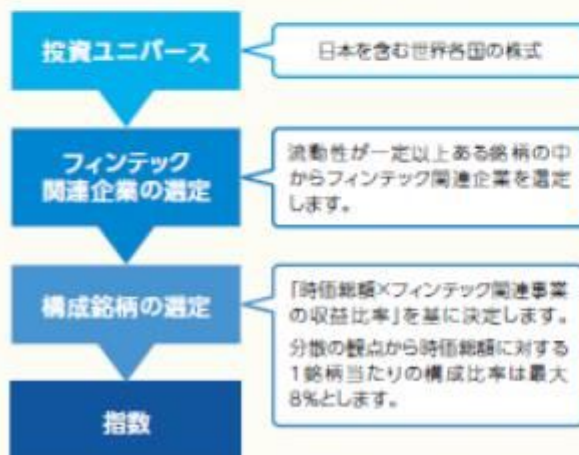 投資ユニバース
日本を含む世界各国の株式
フィンテック
関連企業の選定
流動性が一定以上ある銘柄の中
からフィンテック関連企業を選定
します。
構成銘柄の選定
「時価総額×フィンテック関連事業
の収益比率」を基に決定します。
分散の観点から時価総額に対する
1銘柄当たりの構成比率は最大
8%とします。
指数